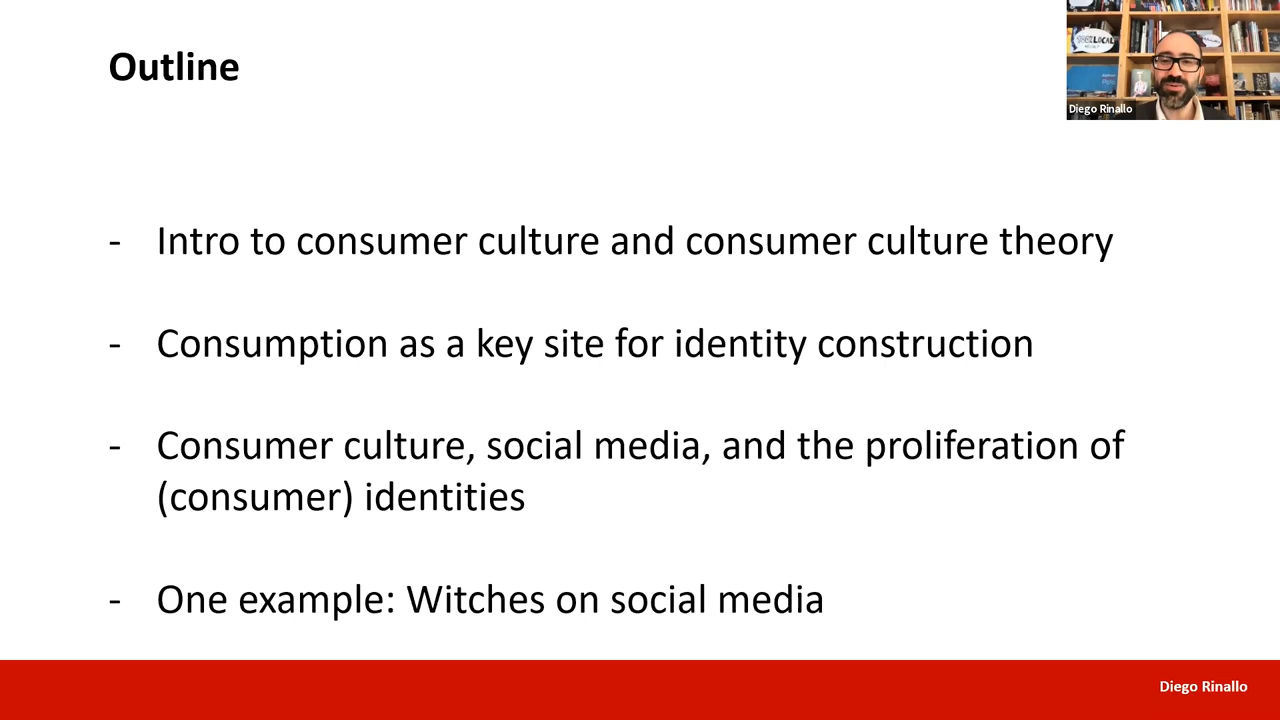 Outline
Diego Rinallo
- Intro to consumer culture and consumer culture theory
- Consumption as a key site for identity construction
- Consumer culture, social media, and the proliferation of
(consumer) identities
- One example: Witches on social media
Diego Rinallo